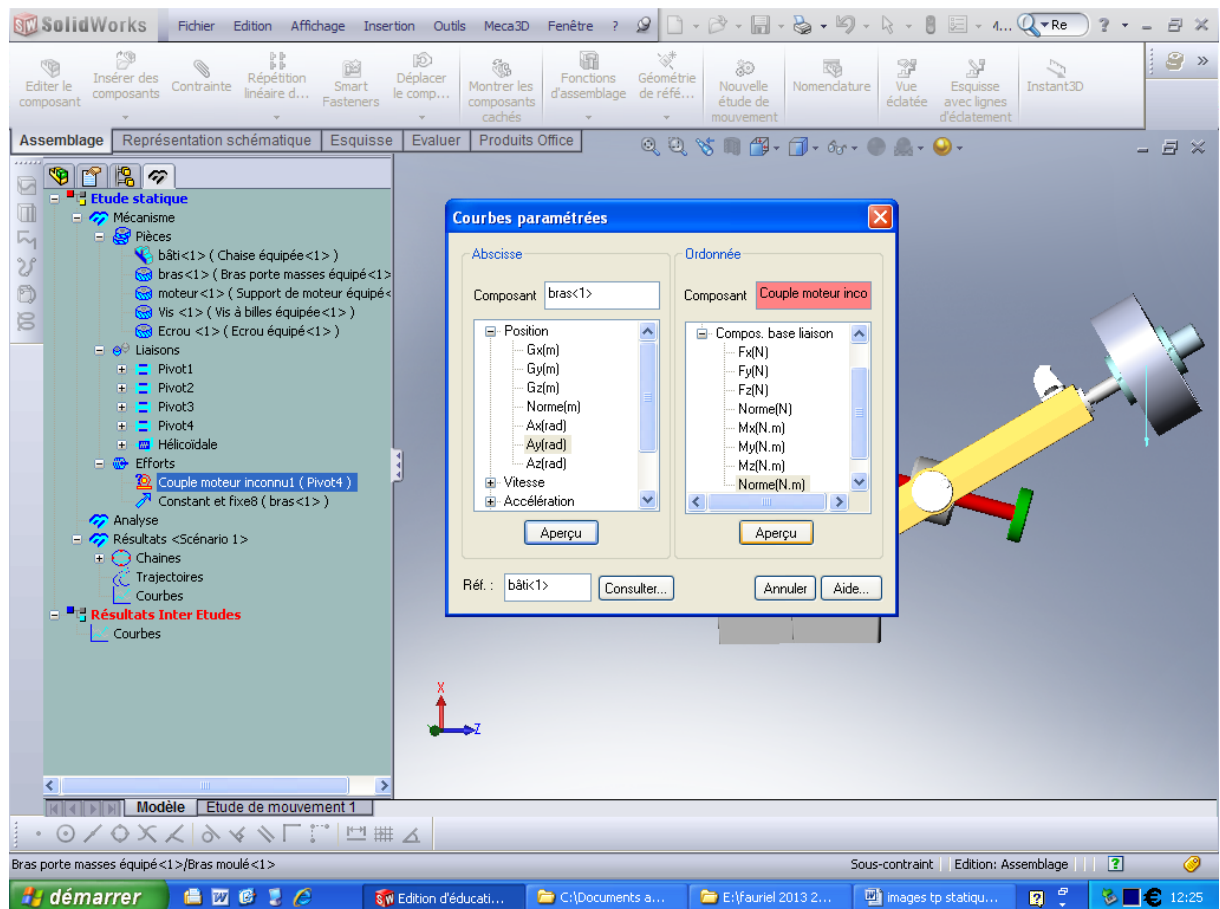 SolidWorks Fichier Edition Affichage Insertion Outils Meca3D Fenêtre ? 4... Re ?
Editer le composant
Insérer des composants
Contrainte
Répétition linéaire d...
Smart Fasteners
Déplacer le comp...
Montrer les composants cachés
Fonctions d'assemblage
Géométrie de réfé...
Nouvelle étude de mouvement
Nomenclature
Vue éclatée
Esquisse avec lignes d'éclatement
Instant3D
»
Assemblage Représentation schématique Esquisse Evaluer Produits Office
Etude statique
Mécanisme
Pièces
bâti<1> ( Chaise équipée<1> )
bras<1> ( Bras porte masses équipé<1>
moteur<1> ( Support de moteur équipé<
Vis <1> ( Vis à billes équipée<1> )
Ecrou <1> ( Ecrou équipé<1> )
Liaisons
Pivot1
Pivot2
Pivot3
Pivot4
Hélicoïdale
Efforts
Couple moteur inconnu1 ( Pivot4 )
Constant et fixe8 ( bras<1> )
Analyse
Résultats <Scénario 1>
Chaines
Trajectoires
Courbes
Résultats Inter Etudes
Courbes
Courbes paramétrées
Abscisse
Composant bras<1>
Position
Gx(m)
Gy(m)
Gz(m)
Norme(m)
Ax(rad)
Ay(rad)
Az(rad)
Vitesse
Accélération
Aperçu
Ordonnée
Composant Couple moteur inco
Compos. base liaison
Fx(N)
Fy(N)
Fz(N)
Norme(N)
Mx(N.m)
My(N.m)
Mz(N.m)
Norme(N.m)
Aperçu
Réf. : bâti<1> Consulter... Annuler Aide...
X
Z
Modèle Etude de mouvement 1
Bras porte masses équipé<1>/Bras moulé<1> Sous-contraint Edition: Assemblage ?
démarrer Edition d'éducati... C:\Documents a... E:\fauriel 2013 2... images tp statiqu... ? 12:25